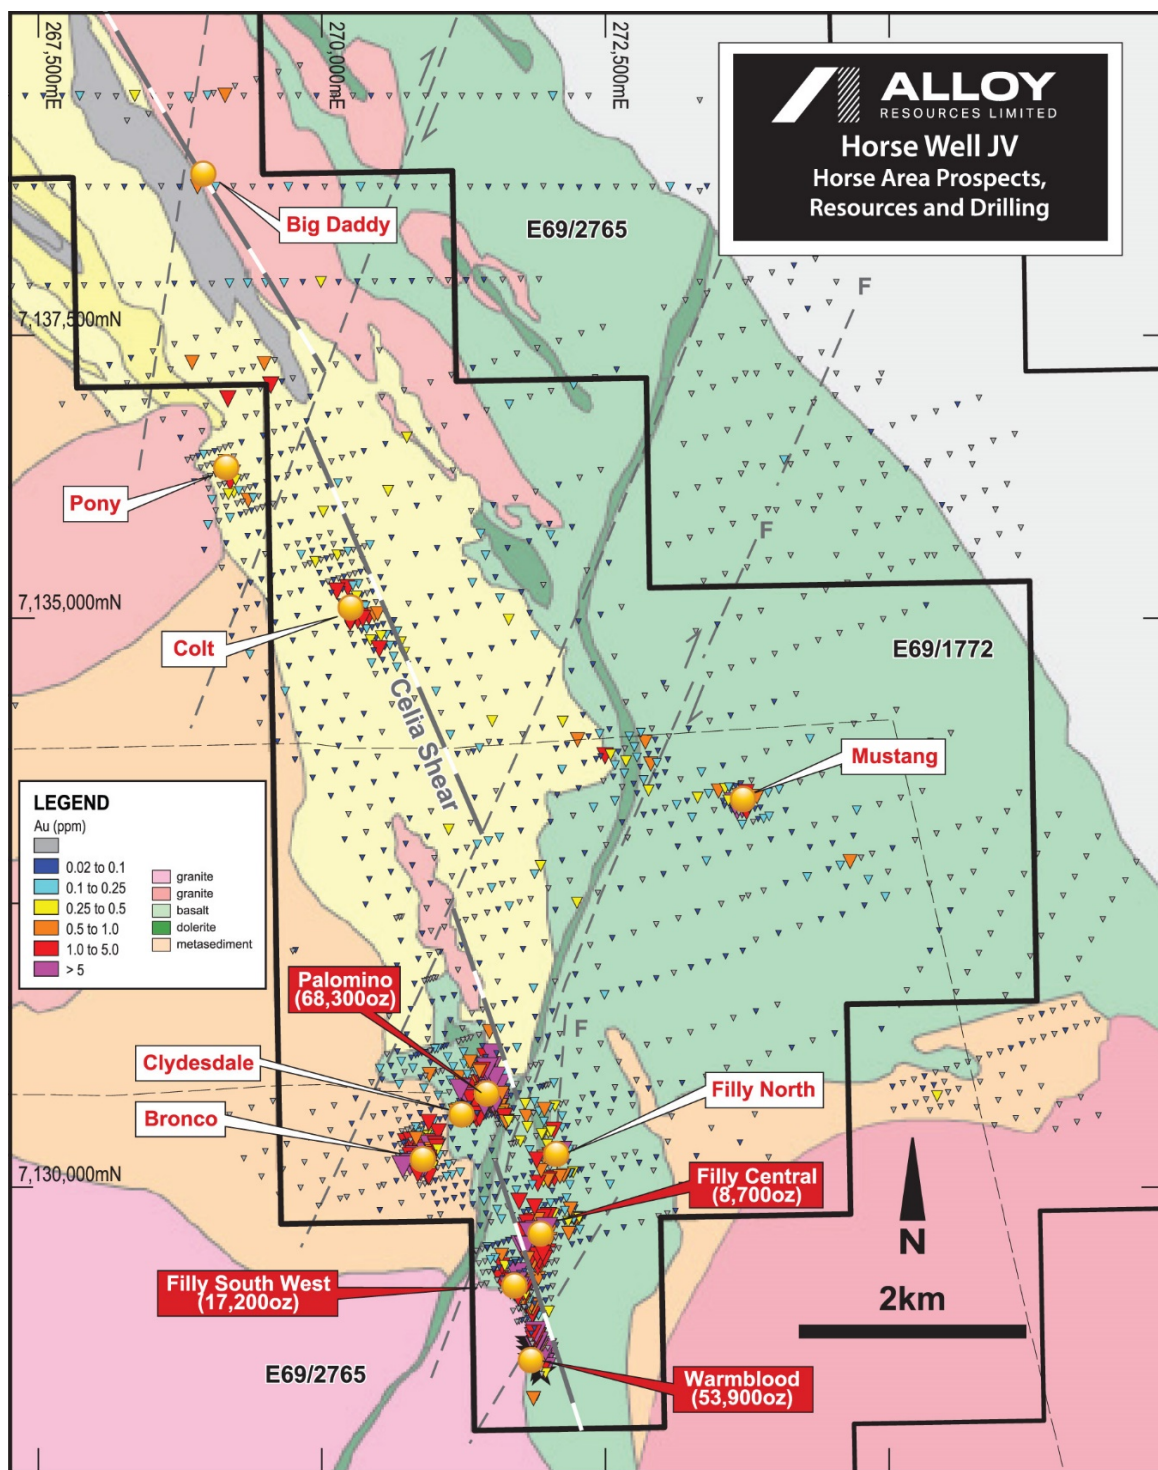 267,500mE
270,000mE
272,500mE
ALLOY
RESOURCES LIMITED
Horse Well JV
Horse Area Prospects,
Resources and Drilling
Big Daddy
E69/2765
F
7,137,500mN
Pony
F
7,135,000mN
Colt
E69/1772
Celia Shear
Mustang
LEGEND
Au (ppm)
0.02 to 0.1
0.1 to 0.25
0.25 to 0.5
0.5 to 1.0
1.0 to 5.0
> 5
granite
granite
basalt
dolerite
metasediment
Palomino
(68,300oz)
F
Clydesdale
Filly North
Bronco
7,130,000mN
Filly Central
(8,700oz)
N
Filly South West
(17,200oz)
2km
E69/2765
Warmblood
(53,900oz)